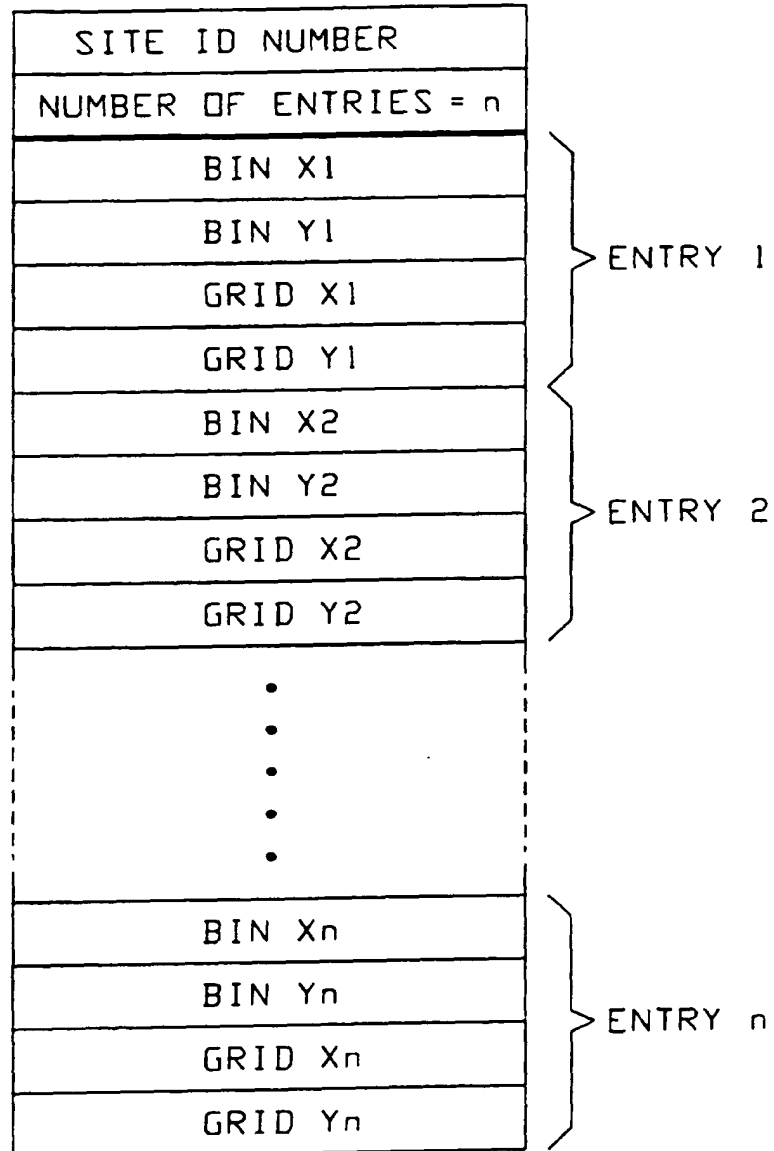 SITE ID NUMBER
NUMBER OF ENTRIES = n
BIN X1
BIN Y1
GRID X1
GRID Y1
ENTRY 1
BIN X2
BIN Y2
GRID X2
GRID Y2
ENTRY 2
BIN Xn
BIN Yn
GRID Xn
GRID Yn
ENTRY n